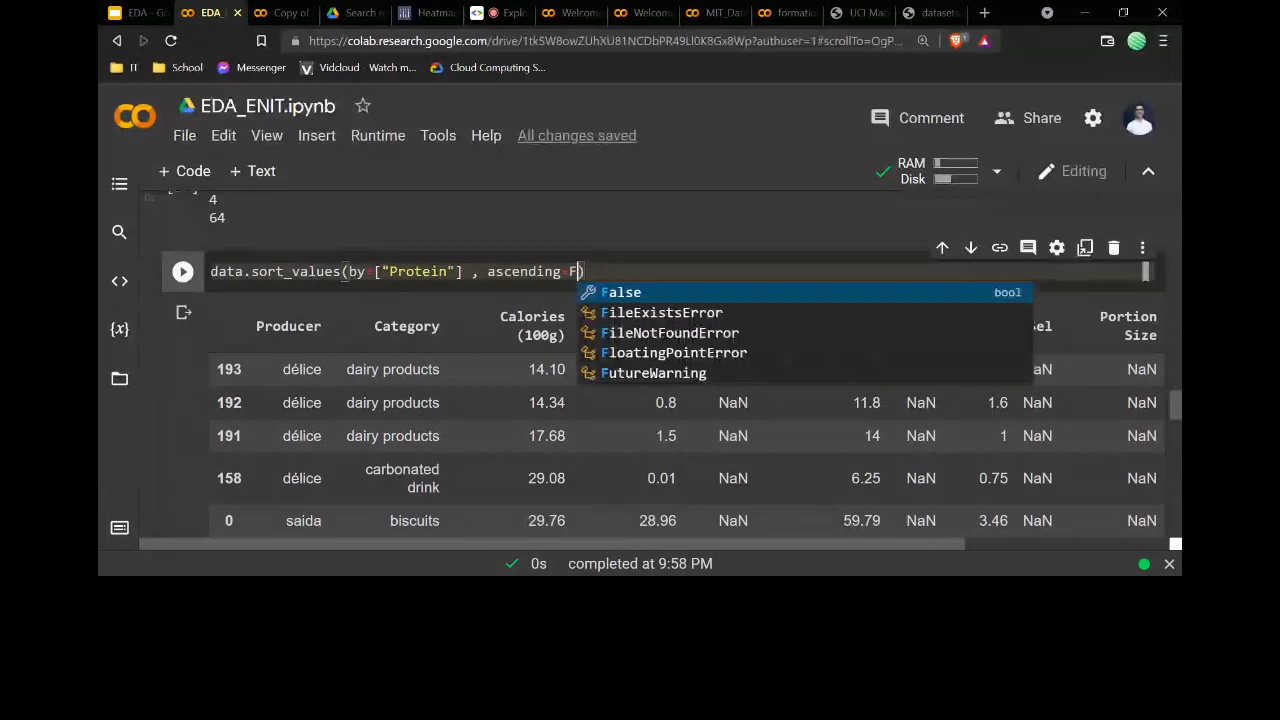 EDA - G
EDA_
Copy of
Search r
Heatmap
Explo
Welcom
Welcom
MIT_Dat
formatio
UCI Mac
datasets
https://colab.research.google.com/drive/1tk5W8owZUhXU81NCDbPR49Ll0K8Gx8Wp?authuser=1#scrollTo=OgP...
IT School Messenger Vidcloud - Watch m... Cloud Computing S...
EDA_ENIT.ipynb
Comment Share
File Edit View Insert Runtime Tools Help All changes saved
+ Code + Text
RAM
Disk
Editing
4
64
data.sort_values(by=["Protein"] , ascending=F)
False bool
FileExistsError
FileNotFoundError
FloatingPointError
FutureWarning
Producer Category Calories (100g) Sel Portion Size
193 délice dairy products 14.10 NaN
192 délice dairy products 14.34 0.8 NaN 11.8 NaN 1.6 NaN NaN
191 délice dairy products 17.68 1.5 NaN 14 NaN 1 NaN NaN
158 délice carbonated drink 29.08 0.01 NaN 6.25 NaN 0.75 NaN NaN
0 saida biscuits 29.76 28.96 NaN 59.79 NaN 3.46 NaN NaN
0s completed at 9:58 PM